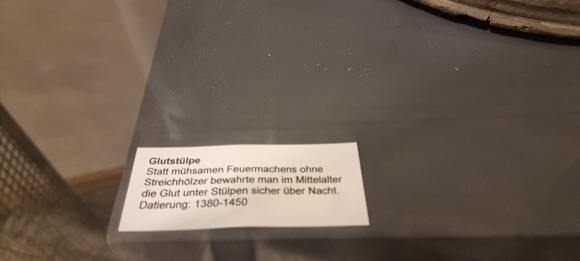 Glutstülpe
Statt mühsamen Feuermachens ohne
Streichhölzer bewahrte man im Mittelalter
die Glut unter Stülpen sicher über Nacht.
Datierung: 1380-1450